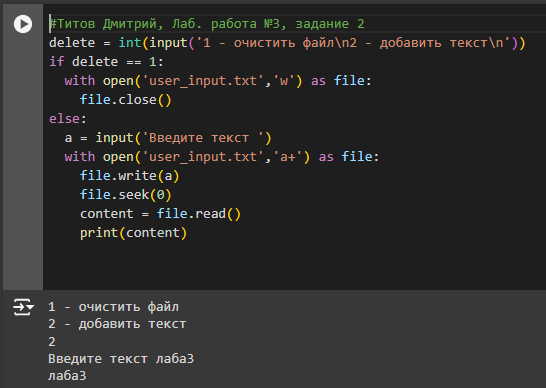 #Титов Дмитрий, Лаб. работа №3, задание 2
delete = int(input('1 - очистить файл\n2 - добавить текст\n'))
if delete == 1:
  with open('user_input.txt','w') as file:
    file.close()
else:
  a = input('Введите текст ')
  with open('user_input.txt','a+') as file:
    file.write(a)
    file.seek(0)
    content = file.read()
    print(content)
1 - очистить файл
2 - добавить текст
2
Введите текст лаба3
лаба3